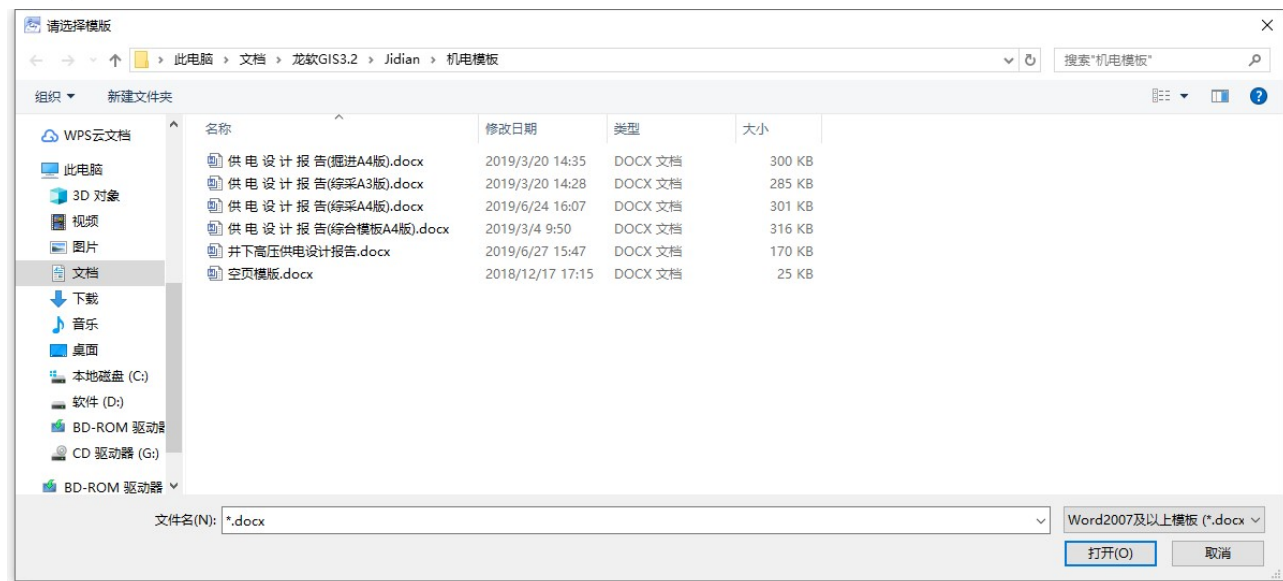 请选择模版
此电脑 › 文档 › 龙软GIS3.2 › Jidian › 机电模板
搜索"机电模板"
组织 新建文件夹
WPS云文档
此电脑
3D 对象
视频
图片
文档
下载
音乐
桌面
本地磁盘 (C:)
软件 (D:)
BD-ROM 驱动器
CD 驱动器 (G:)
BD-ROM 驱动器
名称 修改日期 类型 大小
供 电 设 计 报 告(掘进A4版).docx 2019/3/20 14:35 DOCX 文档 300 KB
供 电 设 计 报 告(综采A3版).docx 2019/3/20 14:28 DOCX 文档 285 KB
供 电 设 计 报 告(综采A4版).docx 2019/6/24 16:07 DOCX 文档 301 KB
供 电 设 计 报 告(综合模板A4版).docx 2019/3/4 9:50 DOCX 文档 316 KB
井下高压供电设计报告.docx 2019/6/27 15:47 DOCX 文档 170 KB
空页模版.docx 2018/12/17 17:15 DOCX 文档 25 KB
文件名(N): *.docx
Word2007及以上模板 (*.docx
打开(O) 取消